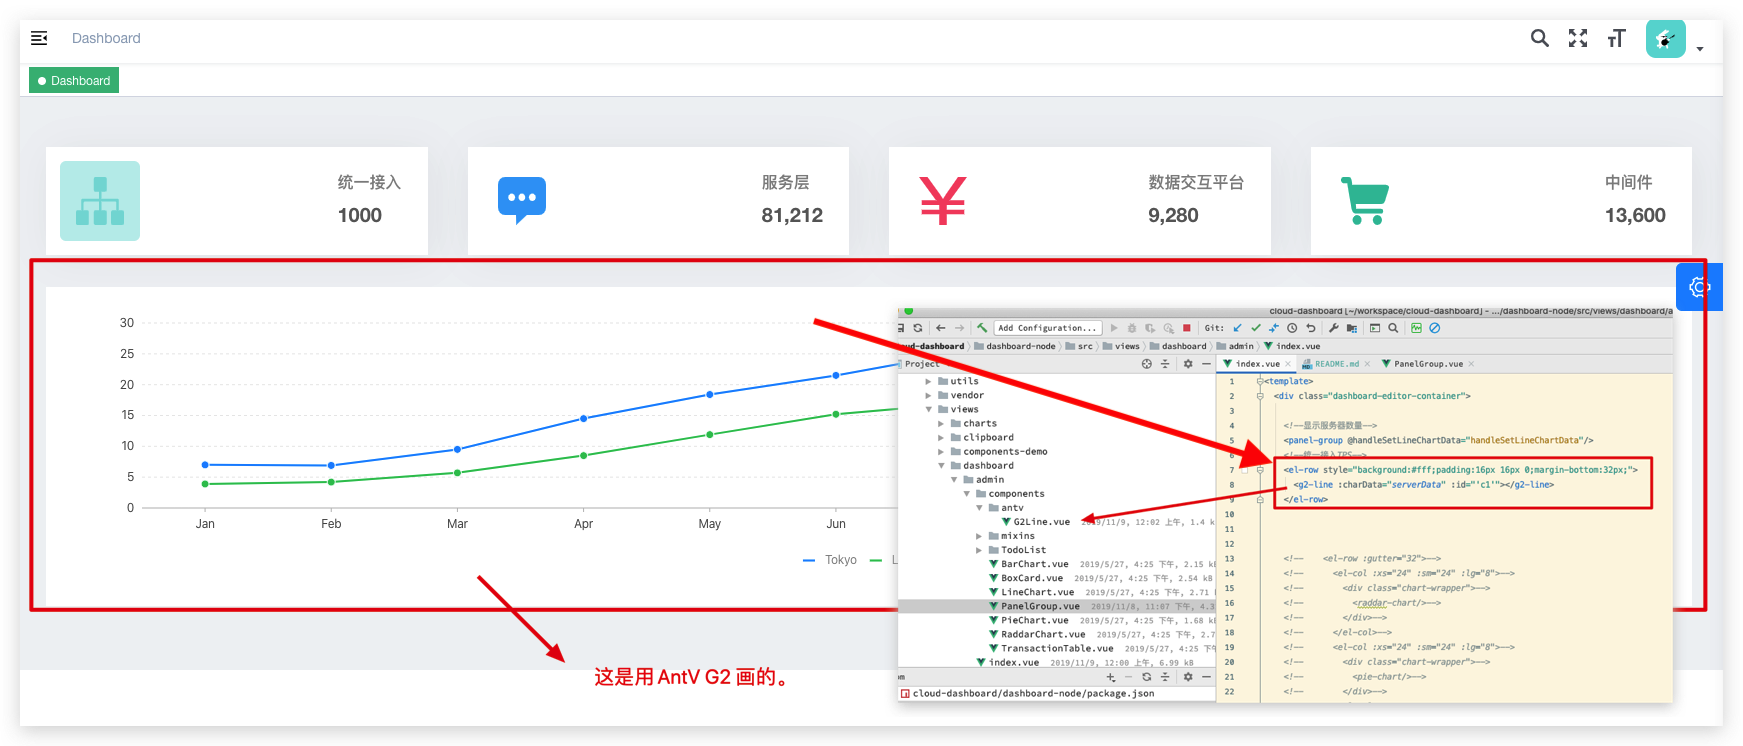 Dashboard
Dashboard
统一接入
1000
服务层
81,212
数据交互平台
9,280
中间件
13,600
30
25
20
15
10
5
0
Jan
Feb
Mar
Apr
May
Jun
Tokyo
L
这是用 AntV G2 画的。
cloud-dashboard [~/workspace/cloud-dashboard] - .../dashboard-node/src/views/dashboard/a
Add Configuration...
Git:
oud-dashboard
dashboard-node
src
views
dashboard
admin
index.vue
Project
utils
vendor
views
charts
clipboard
components-demo
dashboard
admin
components
antv
G2Line.vue 2019/11/9, 12:02 上午, 1.4 k
mixins
TodoList
BarChart.vue 2019/5/27, 4:25 下午, 2.15 kB
BoxCard.vue 2019/5/27, 4:25 下午, 2.54 kB
LineChart.vue 2019/5/27, 4:25 下午, 2.71
PanelGroup.vue 2019/11/8, 11:07 下午, 4.3
PieChart.vue 2019/5/27, 4:25 下午, 1.68 kB
RaddarChart.vue 2019/5/27, 4:25 下午, 2.7
TransactionTable.vue 2019/5/27, 4:25 下午
index.vue 2019/11/9, 12:00 上午, 6.99 kB
cloud-dashboard/dashboard-node/package.json
index.vue
README.md
PanelGroup.vue
1 <template>
2 <div class="dashboard-editor-container">
3
4 <!--显示服务器数量-->
5 <panel-group @handleSetLineChartData="handleSetLineChartData"/>
6 <!--统一接入TPS-->
7 <el-row style="background:#fff;padding:16px 16px 0;margin-bottom:32px;">
8 <g2-line :charData="serverData" :id="'c1'"></g2-line>
9 </el-row>
10
11
12
13 <!-- <el-row :gutter="32">-->
14 <!-- <el-col :xs="24" :sm="24" :lg="8">-->
15 <!-- <div class="chart-wrapper">-->
16 <!-- <raddar-chart/>-->
17 <!-- </div>-->
18 <!-- </el-col>-->
19 <!-- <el-col :xs="24" :sm="24" :lg="8">-->
20 <!-- <div class="chart-wrapper">-->
21 <!-- <pie-chart/>-->
22 <!-- </div>-->